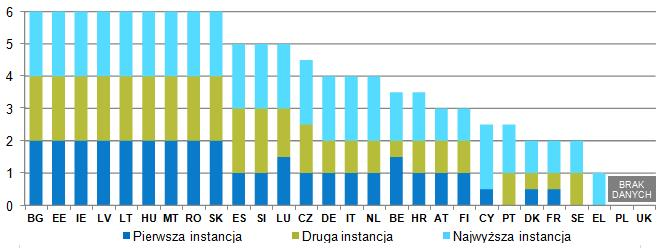 6
5
4
3
2
1
0
BRAK
DANYCH
BG EE IE LV LT HU MT RO SK ES SI LU CZ DE IT NL BE HR AT FI CY PT DK FR SE EL PL UK
Pierwsza instancja Druga instancja Najwyższa instancja